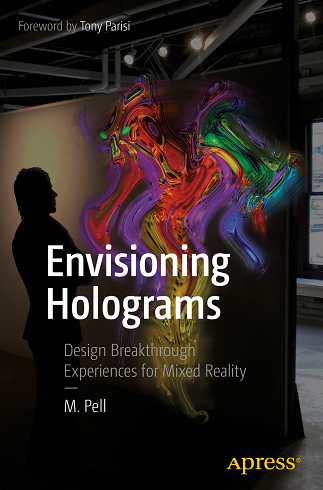 Foreword by Tony Parisi
Envisioning
Holograms
Design Breakthrough
Experiences for Mixed Reality
M. Pell
Apress®